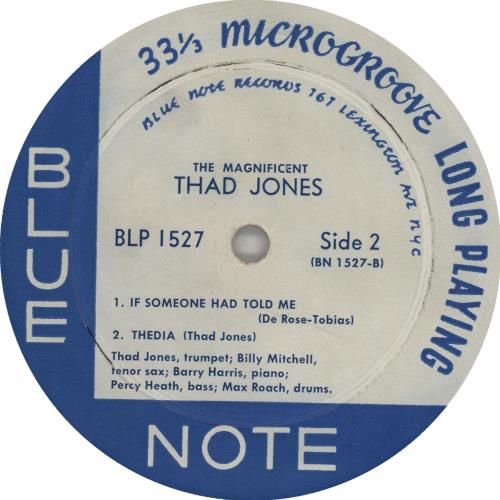 33⅓ MICROGROOVE LONG PLAYING
BLUE NOTE RECORDS 767 LEXINGTON AVE NYC
THE MAGNIFICENT
THAD JONES
BLP 1527
Side 2
(BN 1527-B)
1. IF SOMEONE HAD TOLD ME
(De Rose-Tobias)
2. THEDIA (Thad Jones)
Thad Jones, trumpet; Billy Mitchell,
tenor sax; Barry Harris, piano;
Percy Heath, bass; Max Roach, drums.
BLUE
NOTE